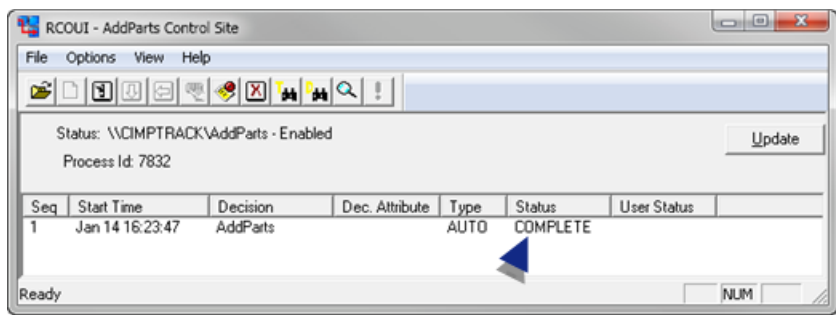 RCOUI - AddParts Control Site
File Options View Help
Status: \\CIMPTRACK\AddParts - Enabled
Update
Process Id: 7832
Seq Start Time Decision Dec. Attribute Type Status User Status
1 Jan 14 16:23:47 AddParts AUTO COMPLETE
Ready NUM